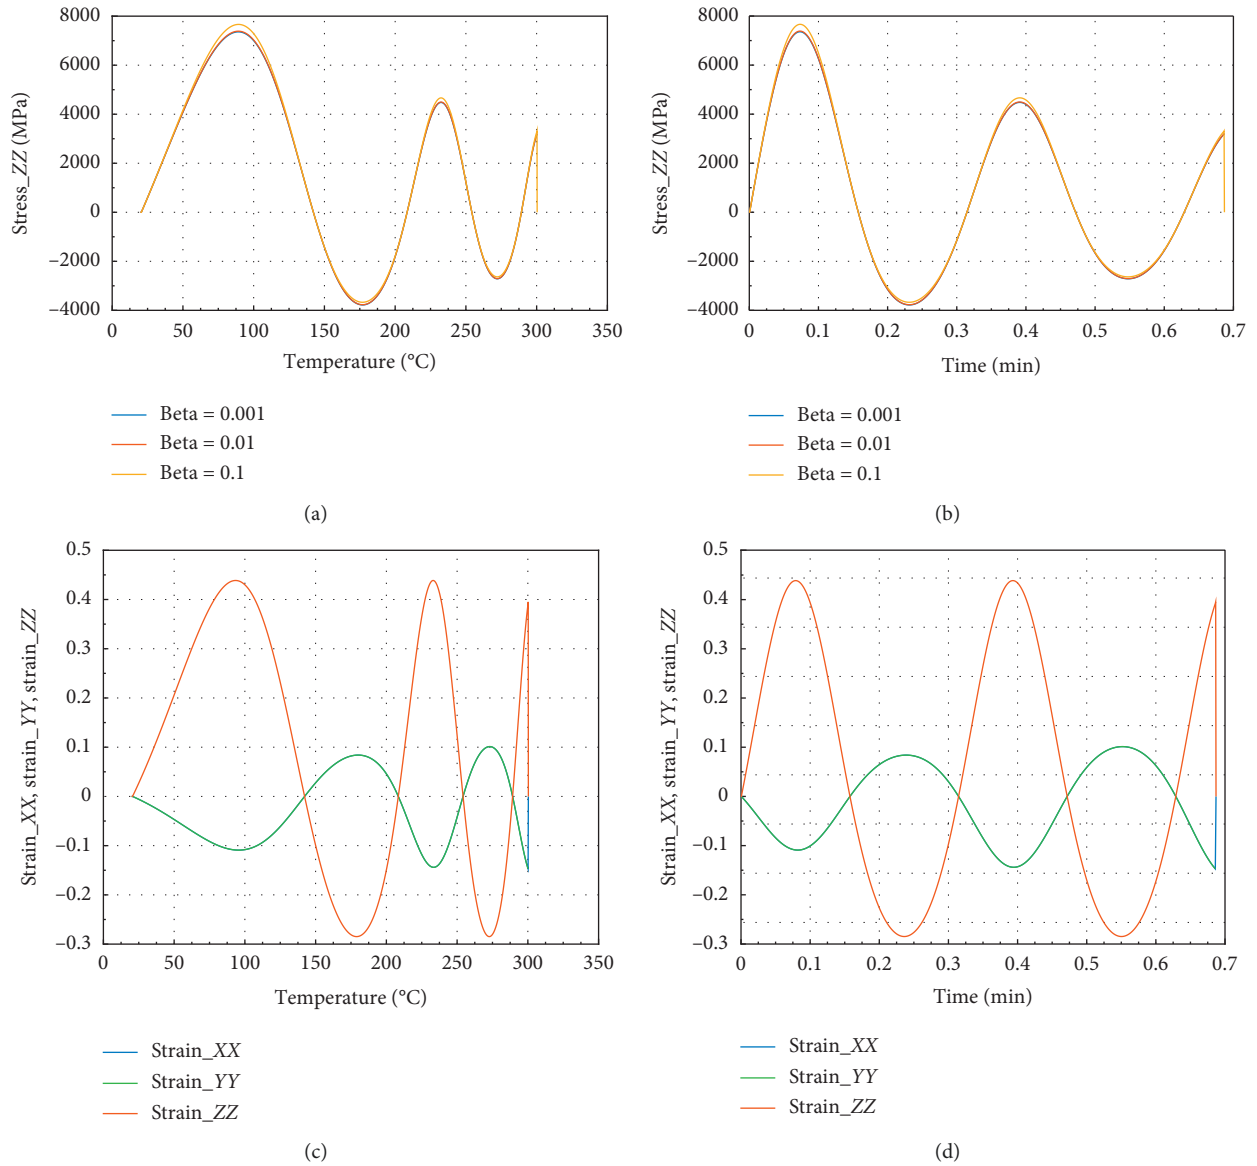 8000
6000
4000
2000
0
−2000
−4000
Stress_ZZ (MPa)
0 50 100 150 200 250 300 350
Temperature (°C)
Beta = 0.001
Beta = 0.01
Beta = 0.1
(a)
8000
6000
4000
2000
0
−2000
−4000
Stress_ZZ (MPa)
0 0.1 0.2 0.3 0.4 0.5 0.6 0.7
Time (min)
Beta = 0.001
Beta = 0.01
Beta = 0.1
(b)
0.5
0.4
0.3
0.2
0.1
0
−0.1
−0.2
−0.3
Strain_XX, strain_YY, strain_ZZ
0 50 100 150 200 250 300 350
Temperature (°C)
Strain_XX
Strain_YY
Strain_ZZ
(c)
0.5
0.4
0.3
0.2
0.1
0
−0.1
−0.2
−0.3
Strain_XX, strain_YY, strain_ZZ
0 0.1 0.2 0.3 0.4 0.5 0.6 0.7
Time (min)
Strain_XX
Strain_YY
Strain_ZZ
(d)